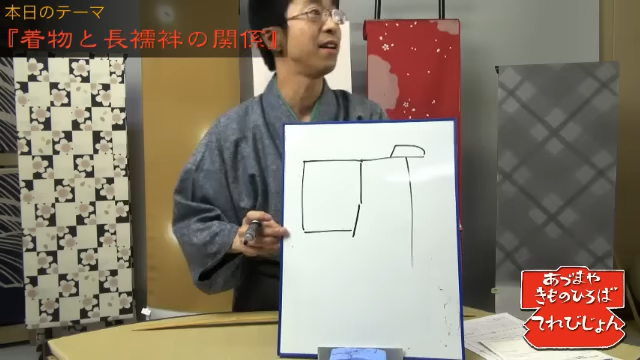 本日のテーマ
『着物と長襦袢の関係』
あづまや
きものひろば
てれびじょん